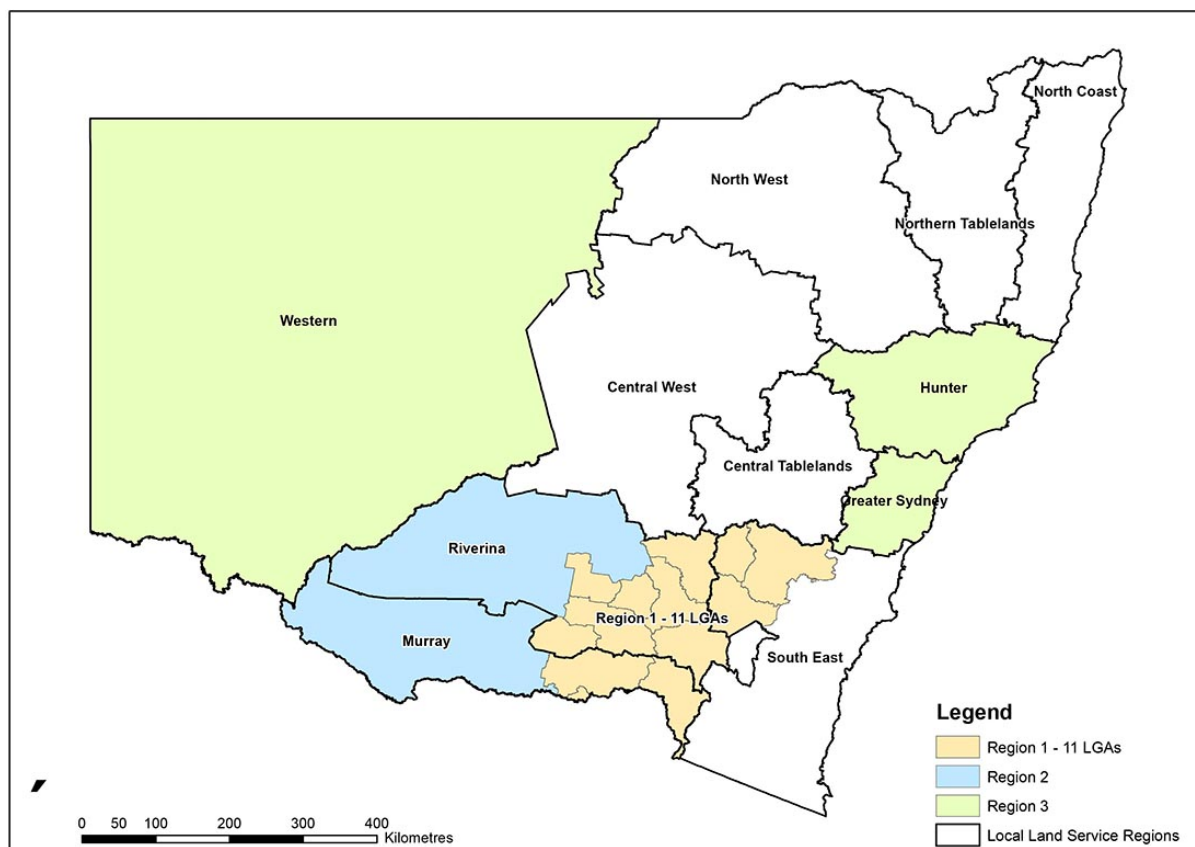 North Coast
North West
Northern Tablelands
Western
Central West
Hunter
Central Tablelands
Greater Sydney
Riverina
Region 1 - 11 LGAs
Murray
South East
Legend
Region 1 - 11 LGAs
Region 2
Region 3
Local Land Service Regions
0 50 100 200 300 400
Kilometres